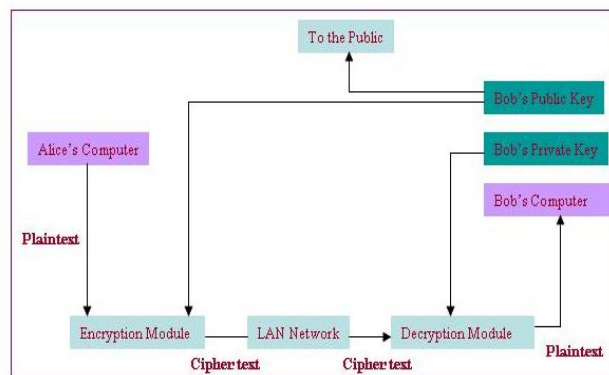 To the Public
Bob's Public Key
Alice's Computer
Bob's Private Key
Bob's Computer
Plaintext
Encryption Module
LAN Network
Decryption Module
Cipher text
Cipher text
Plaintext